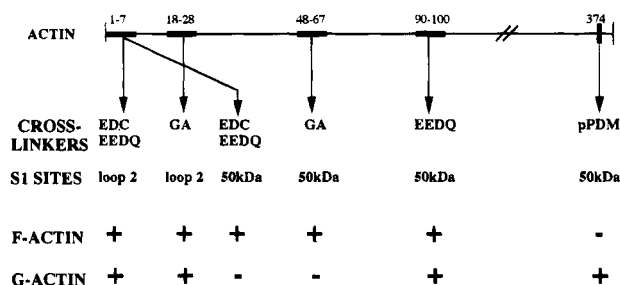 1-7 18-28 48-67 90-100 374
ACTIN
CROSS- EDC GA EDC GA EEDQ pPDM
LINKERS EEDQ EEDQ
S1 SITES loop 2 loop 2 50kDa 50kDa 50kDa 50kDa
F-ACTIN + + + + + -
G-ACTIN + + - - + +